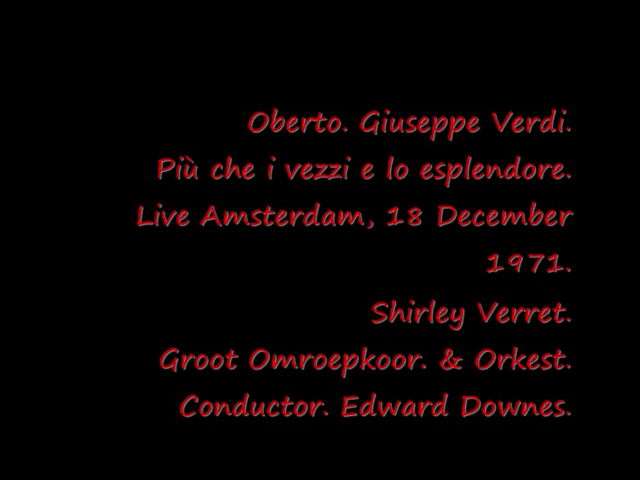 Oberto. Giuseppe Verdi.
Più che i vezzi e lo esplendore.
Live Amsterdam, 18 December
1971.
Shirley Verret.
Groot Omroepkoor. & Orkest.
Conductor. Edward Downes.